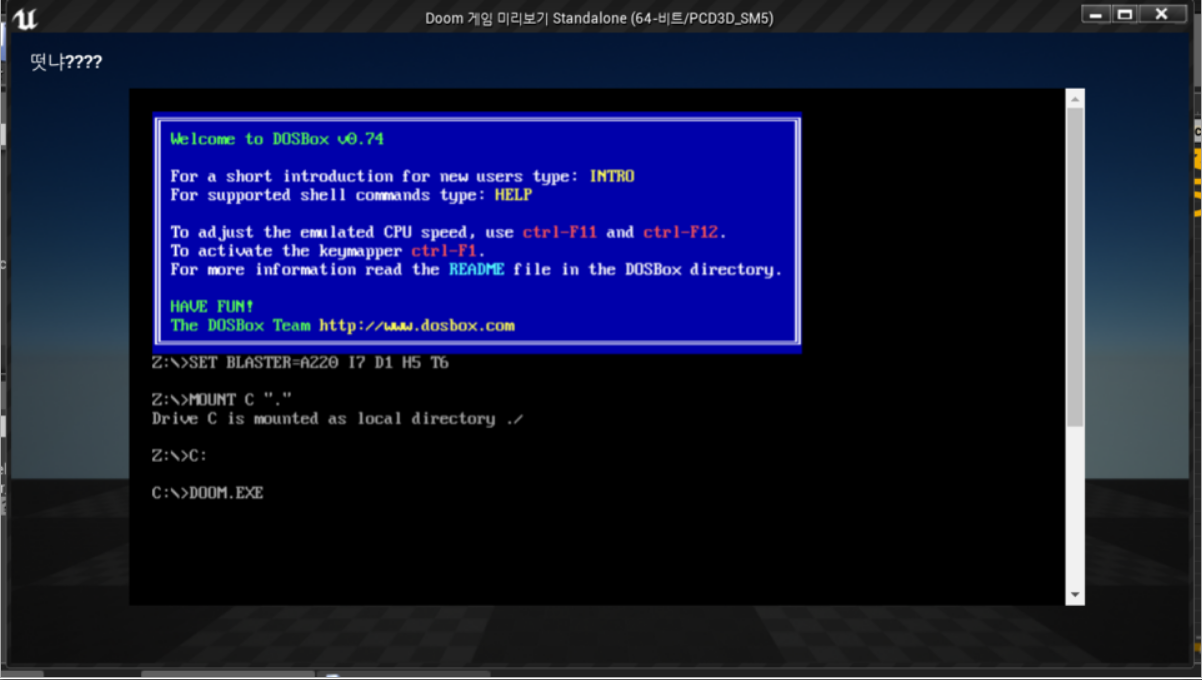 Doom 게임 미리보기 Standalone (64-비트/PCD3D_SM5)
떳냐????
Welcome to DOSBox v0.74
For a short introduction for new users type: INTRO
For supported shell commands type: HELP
To adjust the emulated CPU speed, use ctrl-F11 and ctrl-F12.
To activate the keymapper ctrl-F1.
For more information read the README file in the DOSBox directory.
HAVE FUN!
The DOSBox Team http://www.dosbox.com
Z:\>SET BLASTER=A220 I7 D1 H5 T6
Z:\>MOUNT C "."
Drive C is mounted as local directory ./
Z:\>C:
C:\>DOOM.EXE